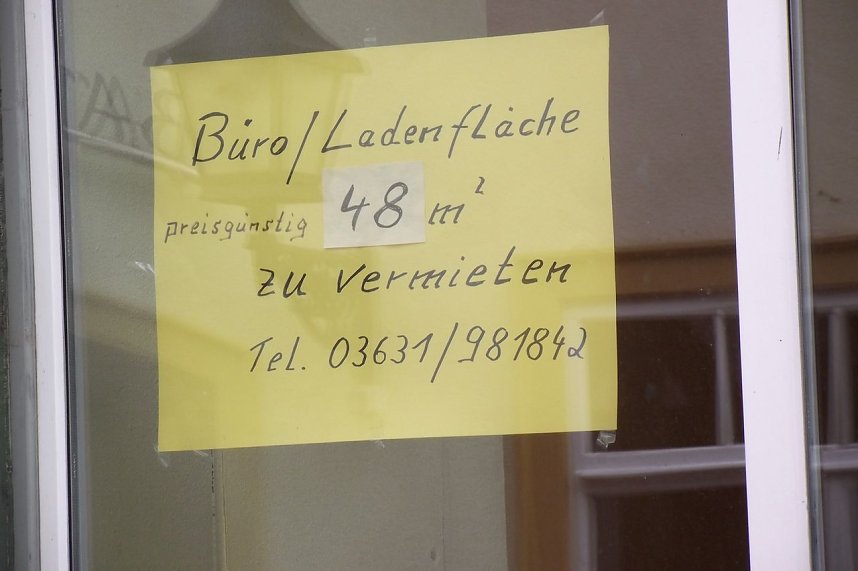 Büro/Ladenfläche
preisgünstig 48 m²
zu vermieten
Tel. 03631/981842